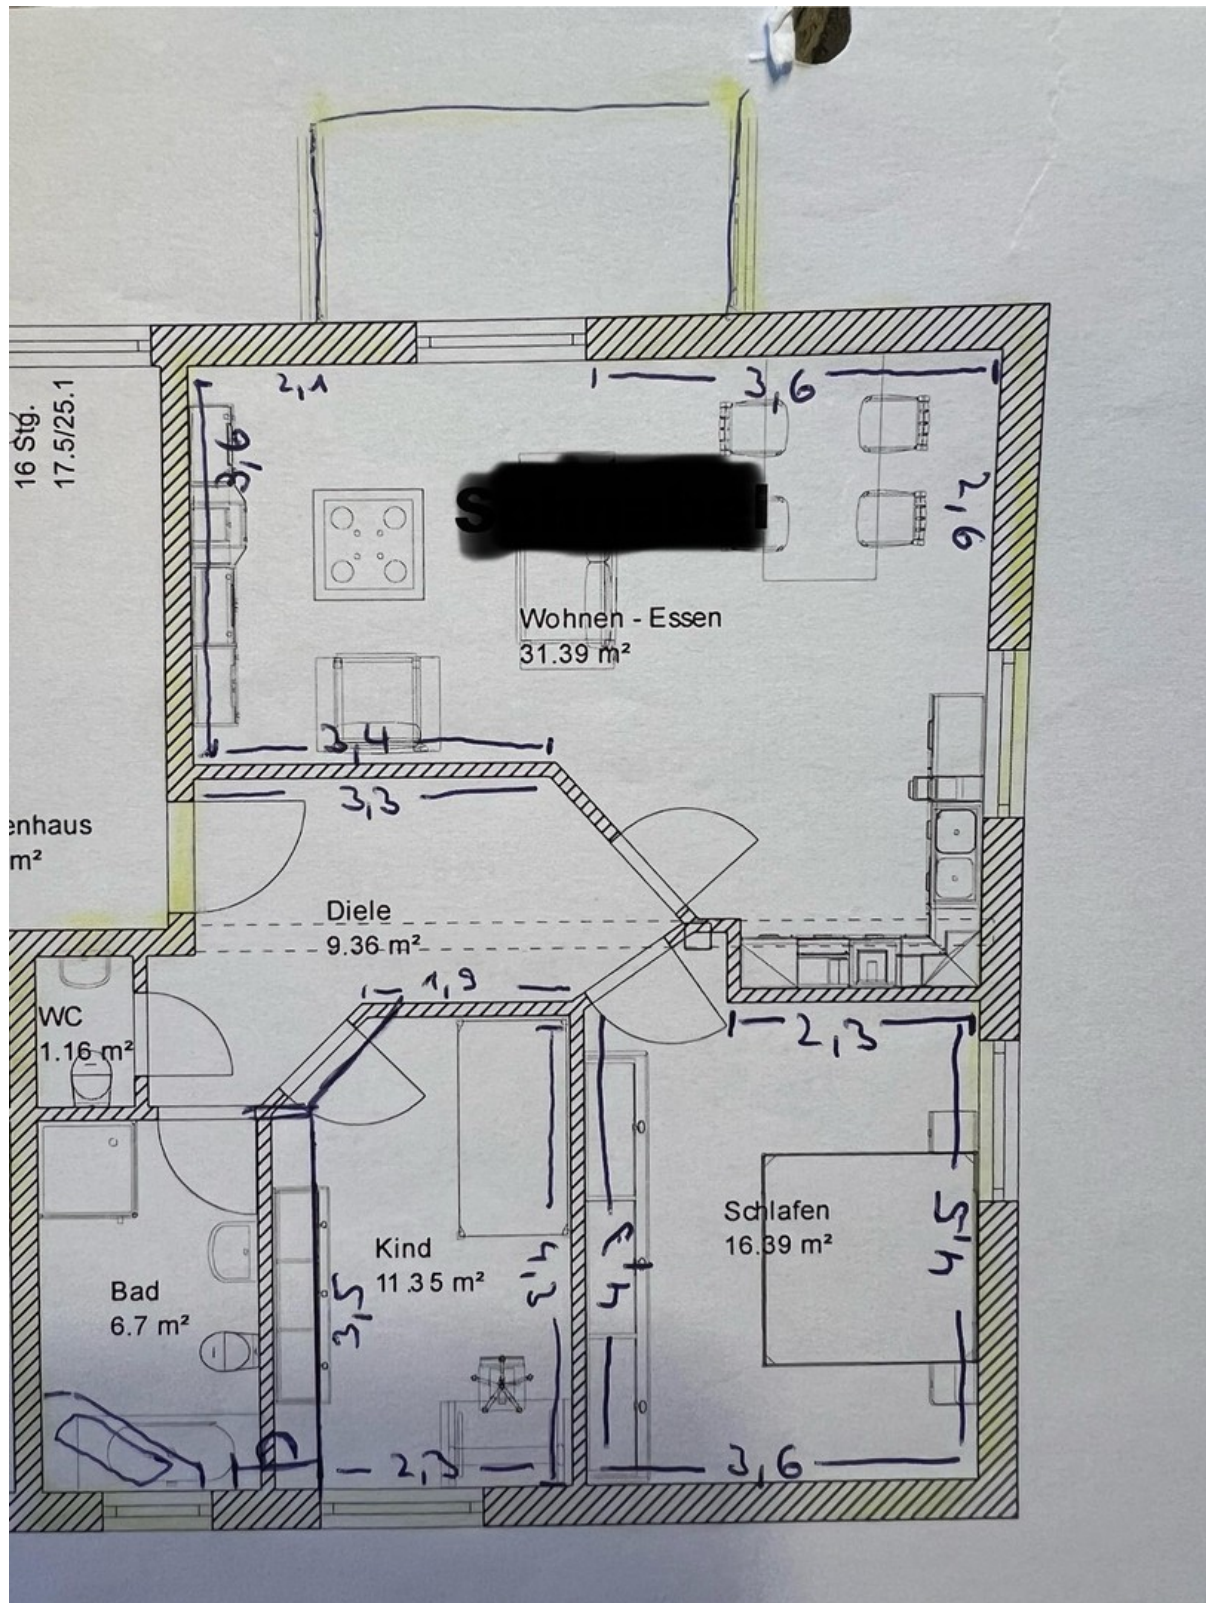 16 Stg.
17.5/25.1
2,1
3,6
3,6
2,6
Wohnen - Essen
31.39 m²
3,4
3,3
enhaus
m²
Diele
9.36 m²
1,9
WC
1.16 m²
2,3
Schlafen
16.39 m²
4,5
Kind
11.35 m²
4,3
3,5
Bad
6.7 m²
2,3
3,6